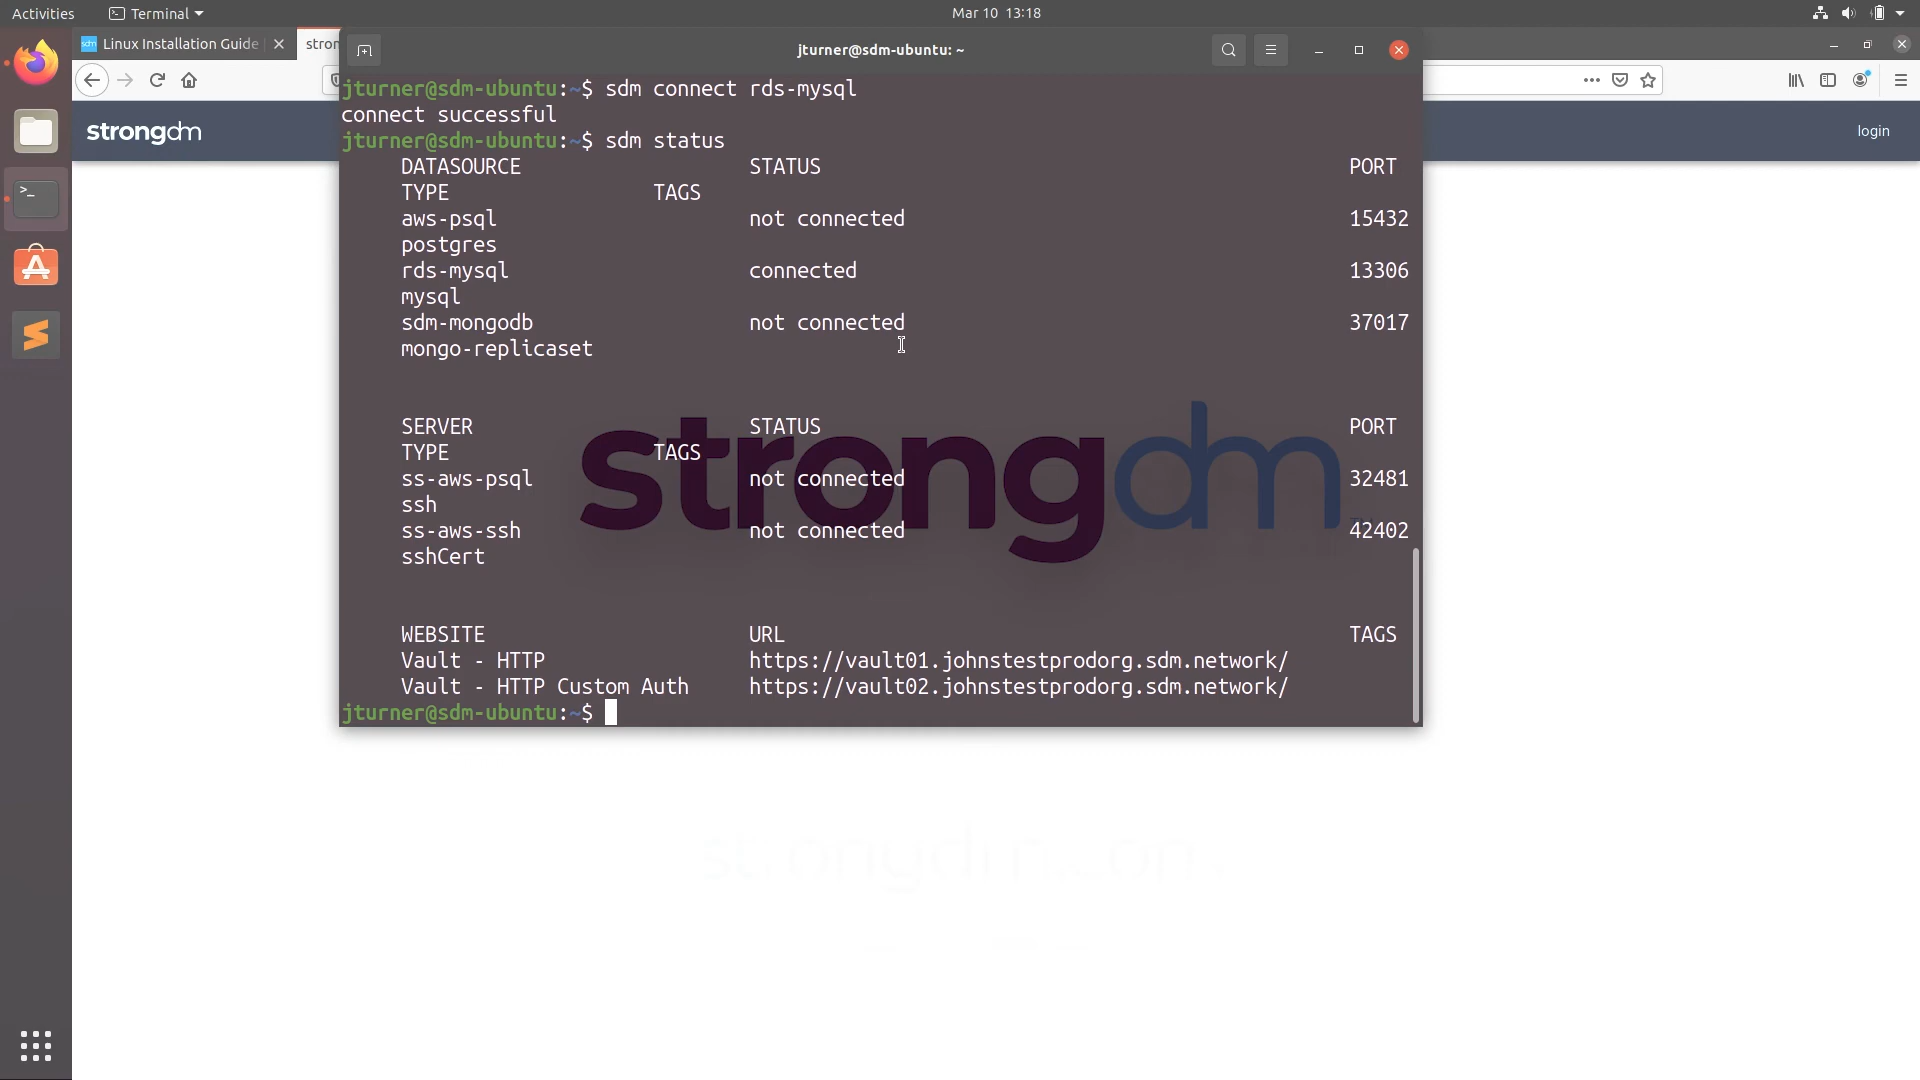 Activities
Terminal
Mar 10 13:18
sdm Linux Installation Guide
stron
jturner@sdm-ubuntu: ~
strongdm
login
jturner@sdm-ubuntu:~$ sdm connect rds-mysql
connect successful
jturner@sdm-ubuntu:~$ sdm status
DATASOURCE STATUS PORT
TYPE TAGS
aws-psql not connected 15432
postgres
rds-mysql connected 13306
mysql
sdm-mongodb not connected 37017
mongo-replicaset
SERVER STATUS PORT
TYPE TAGS
ss-aws-psql not connected 32481
ssh
ss-aws-ssh not connected 42402
sshCert
strongdm
WEBSITE URL TAGS
Vault - HTTP https://vault01.johnstestprodorg.sdm.network/
Vault - HTTP Custom Auth https://vault02.johnstestprodorg.sdm.network/
jturner@sdm-ubuntu:~$
strongdm.com